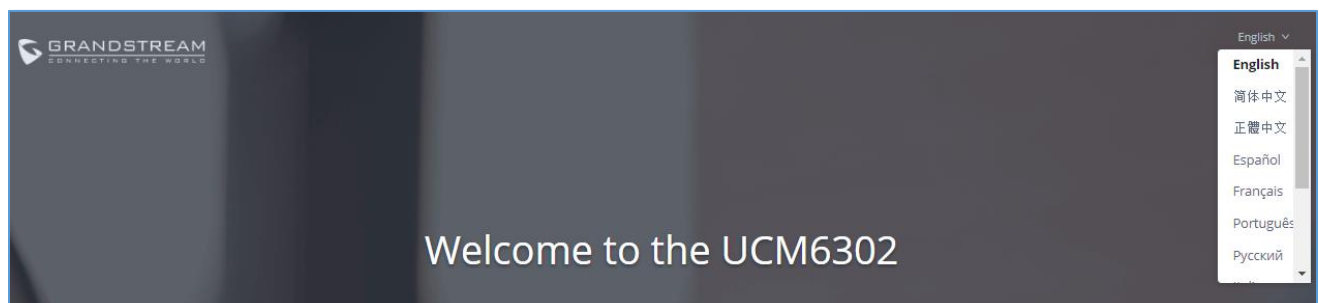 GRANDSTREAM
CONNECTING THE WORLD
English
English
简体中文
正體中文
Español
Français
Português
Русский
Welcome to the UCM6302